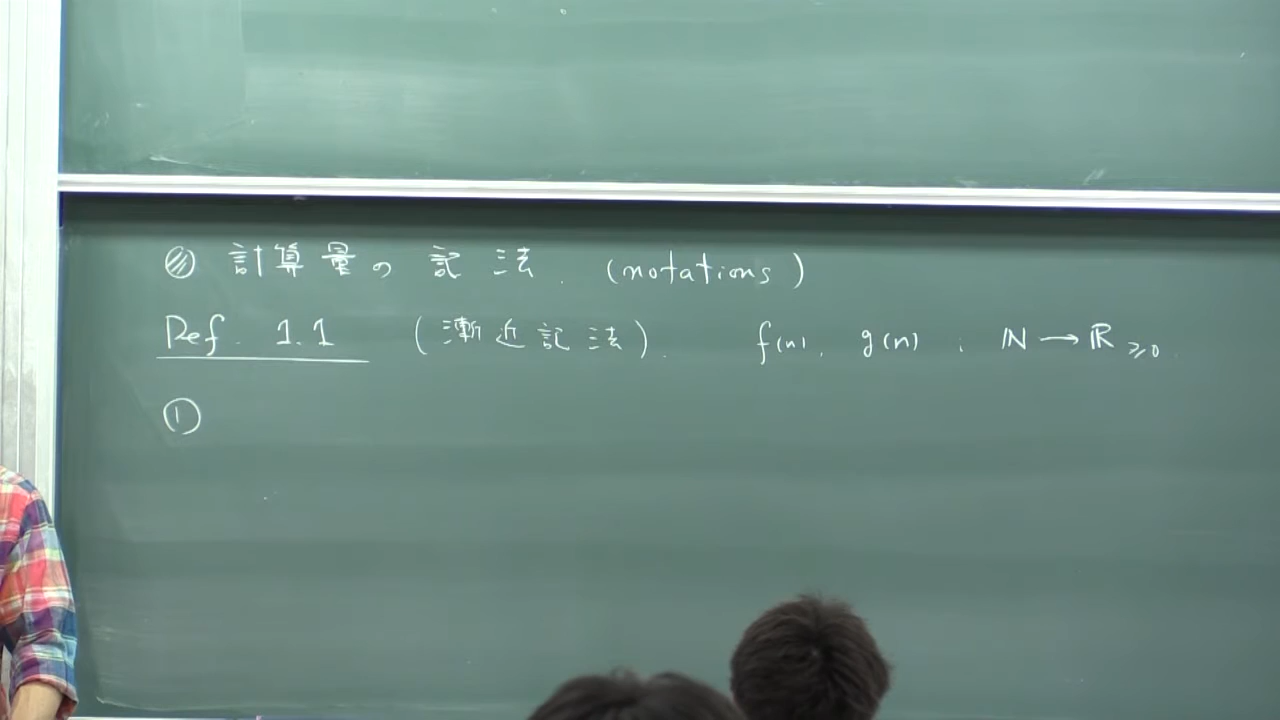 ◎ 計算量の記法. (notations)
Def. 1.1 (漸近記法). f(n), g(n) : ℕ → ℝ≥0.
①